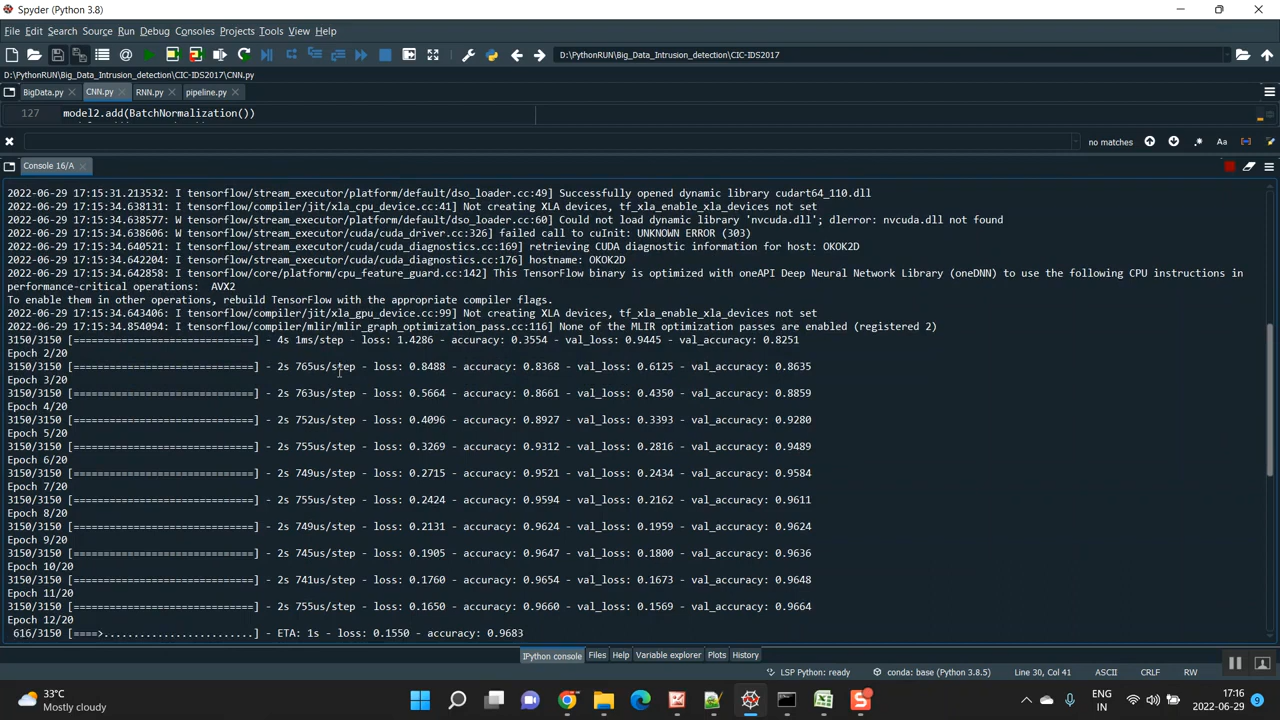 Spyder (Python 3.8)
File Edit Search Source Run Debug Consoles Projects Tools View Help
D:\PythonRUN\Big_Data_Intrusion_detection\CIC-IDS2017
D:\PythonRUN\Big_Data_Intrusion_detection\CIC-IDS2017\CNN.py
BigData.py CNN.py RNN.py pipeline.py
127 model2.add(BatchNormalization())
no matches Aa
Console 16/A
2022-06-29 17:15:31.213532: I tensorflow/stream_executor/platform/default/dso_loader.cc:49] Successfully opened dynamic library cudart64_110.dll
2022-06-29 17:15:34.638131: I tensorflow/compiler/jit/xla_cpu_device.cc:41] Not creating XLA devices, tf_xla_enable_xla_devices not set
2022-06-29 17:15:34.638577: W tensorflow/stream_executor/platform/default/dso_loader.cc:60] Could not load dynamic library 'nvcuda.dll'; dlerror: nvcuda.dll not found
2022-06-29 17:15:34.638606: W tensorflow/stream_executor/cuda/cuda_driver.cc:326] failed call to cuInit: UNKNOWN ERROR (303)
2022-06-29 17:15:34.640521: I tensorflow/stream_executor/cuda/cuda_diagnostics.cc:169] retrieving CUDA diagnostic information for host: OKOK2D
2022-06-29 17:15:34.642204: I tensorflow/stream_executor/cuda/cuda_diagnostics.cc:176] hostname: OKOK2D
2022-06-29 17:15:34.642858: I tensorflow/core/platform/cpu_feature_guard.cc:142] This TensorFlow binary is optimized with oneAPI Deep Neural Network Library (oneDNN) to use the following CPU instructions in
performance-critical operations:  AVX2
To enable them in other operations, rebuild TensorFlow with the appropriate compiler flags.
2022-06-29 17:15:34.643406: I tensorflow/compiler/jit/xla_gpu_device.cc:99] Not creating XLA devices, tf_xla_enable_xla_devices not set
2022-06-29 17:15:34.854094: I tensorflow/compiler/mlir/mlir_graph_optimization_pass.cc:116] None of the MLIR optimization passes are enabled (registered 2)
3150/3150 [==============================] - 4s 1ms/step - loss: 1.4286 - accuracy: 0.3554 - val_loss: 0.9445 - val_accuracy: 0.8251
Epoch 2/20
3150/3150 [==============================] - 2s 765us/step - loss: 0.8488 - accuracy: 0.8368 - val_loss: 0.6125 - val_accuracy: 0.8635
Epoch 3/20
3150/3150 [==============================] - 2s 763us/step - loss: 0.5664 - accuracy: 0.8661 - val_loss: 0.4350 - val_accuracy: 0.8859
Epoch 4/20
3150/3150 [==============================] - 2s 752us/step - loss: 0.4096 - accuracy: 0.8927 - val_loss: 0.3393 - val_accuracy: 0.9280
Epoch 5/20
3150/3150 [==============================] - 2s 755us/step - loss: 0.3269 - accuracy: 0.9312 - val_loss: 0.2816 - val_accuracy: 0.9489
Epoch 6/20
3150/3150 [==============================] - 2s 749us/step - loss: 0.2715 - accuracy: 0.9521 - val_loss: 0.2434 - val_accuracy: 0.9584
Epoch 7/20
3150/3150 [==============================] - 2s 755us/step - loss: 0.2424 - accuracy: 0.9594 - val_loss: 0.2162 - val_accuracy: 0.9611
Epoch 8/20
3150/3150 [==============================] - 2s 749us/step - loss: 0.2131 - accuracy: 0.9624 - val_loss: 0.1959 - val_accuracy: 0.9624
Epoch 9/20
3150/3150 [==============================] - 2s 745us/step - loss: 0.1905 - accuracy: 0.9647 - val_loss: 0.1800 - val_accuracy: 0.9636
Epoch 10/20
3150/3150 [==============================] - 2s 741us/step - loss: 0.1760 - accuracy: 0.9654 - val_loss: 0.1673 - val_accuracy: 0.9648
Epoch 11/20
3150/3150 [==============================] - 2s 755us/step - loss: 0.1650 - accuracy: 0.9660 - val_loss: 0.1569 - val_accuracy: 0.9664
Epoch 12/20
616/3150 [====>.........................] - ETA: 1s - loss: 0.1550 - accuracy: 0.9683
IPython console Files Help Variable explorer Plots History
LSP Python: ready conda: base (Python 3.8.5) Line 30, Col 41 ASCII CRLF RW
33°C
Mostly cloudy
ENG
IN
17:16
2022-06-29
9